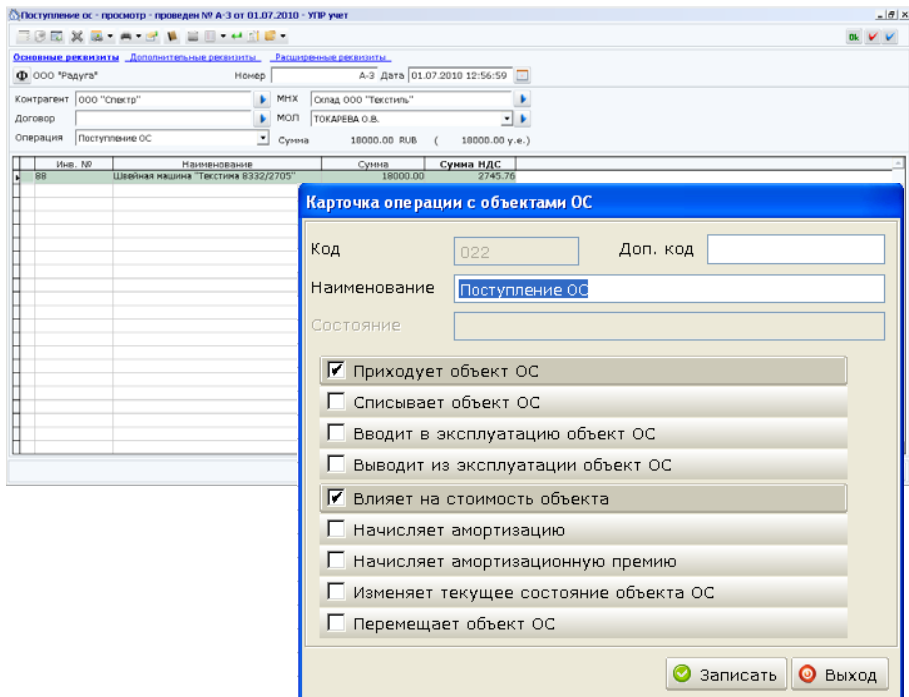 Поступление ос - просмотр - проведен № А-3 от 01.07.2010 - УПР учет
Ok
Основные реквизиты Дополнительные реквизиты Расширенные реквизиты
Ф ООО "Радуга" Номер А-3 Дата 01.07.2010 12:56:59
Контрагент ООО "Спектр" МНХ Склад ООО "Текстиль"
Договор МОЛ ТОКАРЕВА О.В.
Операция Поступление ОС Сумма 18000.00 RUB ( 18000.00 у.е.)
Инв. № Наименование Сумма Сумма НДС
88 Швейная машина "Текстима 8332/2705" 18000.00 2745.76
Карточка операции с объектами ОС
Код 022 Доп. код
Наименование Поступление ОС
Состояние
Приходует объект ОС
Списывает объект ОС
Вводит в эксплуатацию объект ОС
Выводит из эксплуатации объект ОС
Влияет на стоимость объекта
Начисляет амортизацию
Начисляет амортизационную премию
Изменяет текущее состояние объекта ОС
Перемещает объект ОС
Записать Выход